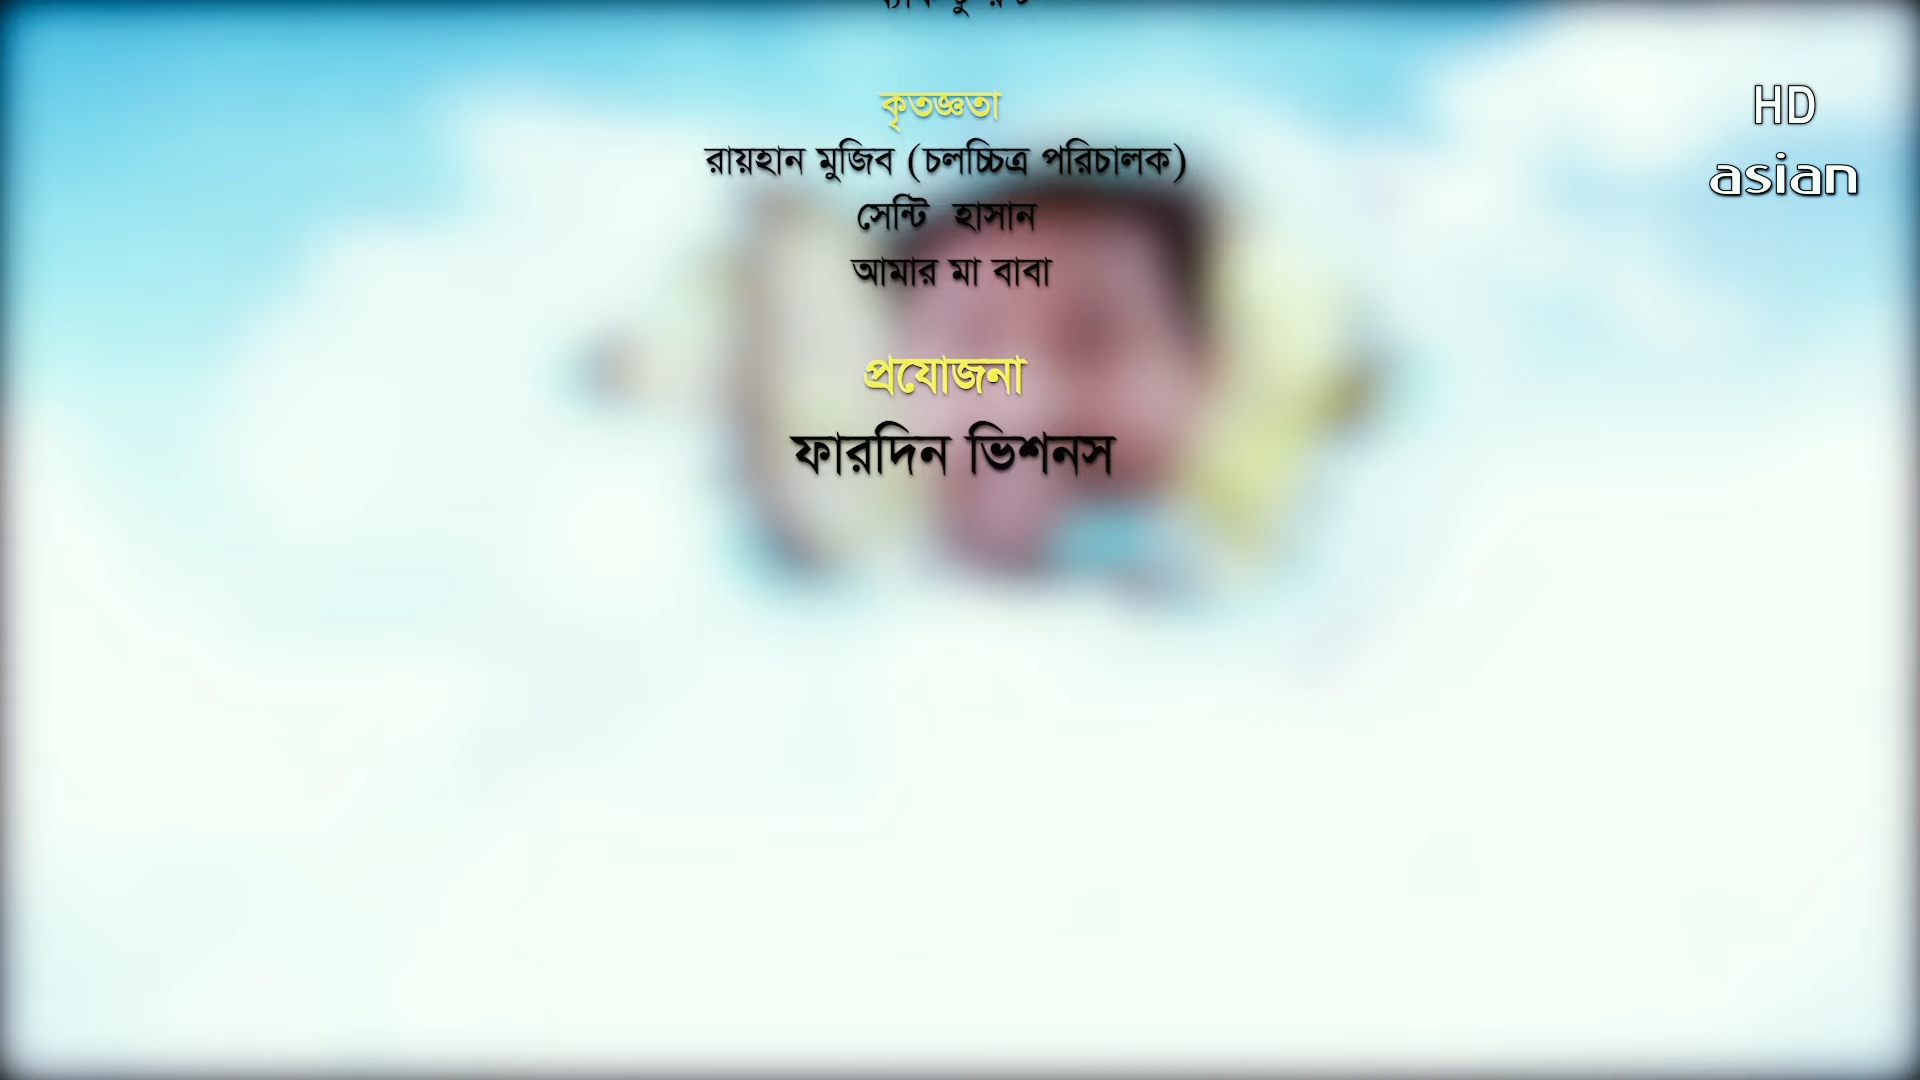 কৃতজ্ঞতা
HD
রায়হান মুজিব (চলচ্চিত্র পরিচালক)
asian
সেন্টি হাসান
আমার মা বাবা
প্রযোজনা
ফারদিন ভিশনস